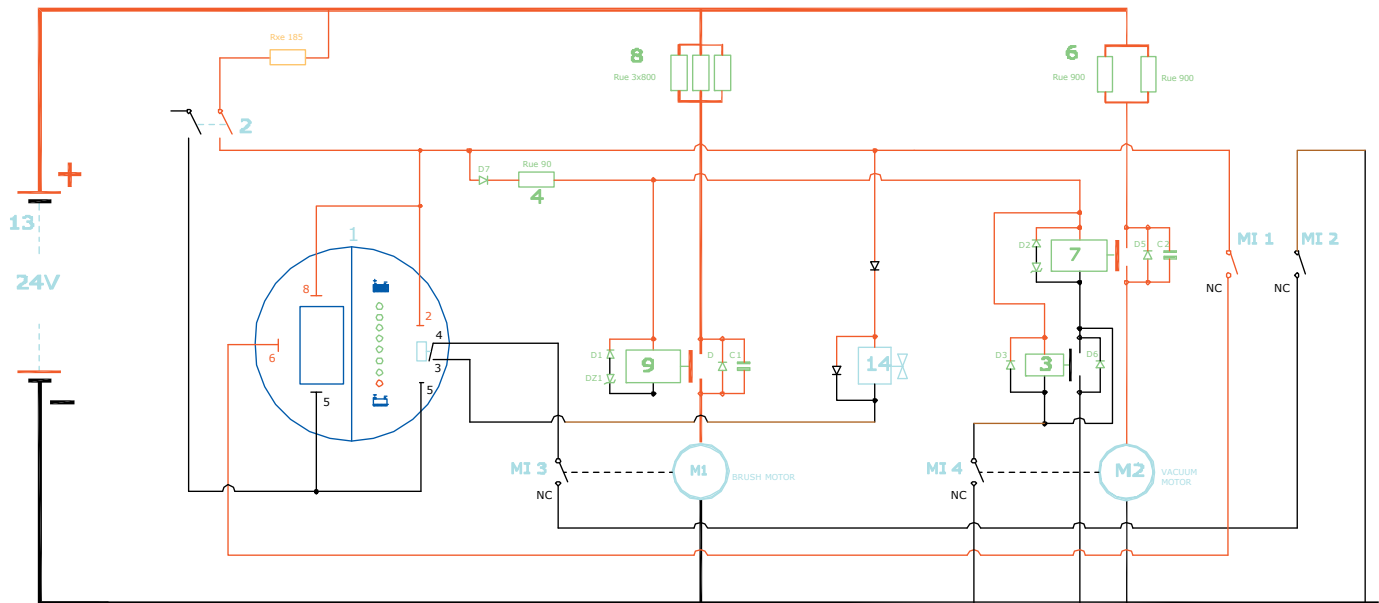 Rxe 185
8
Rue 3x800
6
Rue 900
Rue 900
2
+
D7
Rue 90
4
13
24V
1
8
2
6
4
3
5
5
D1
DZ1
9
D
C1
14
D2
7
D5
C2
D3
3
D6
MI 1
NC
MI 2
NC
MI 3
NC
M1
BRUSH MOTOR
MI 4
NC
M2
VACUUM
MOTOR